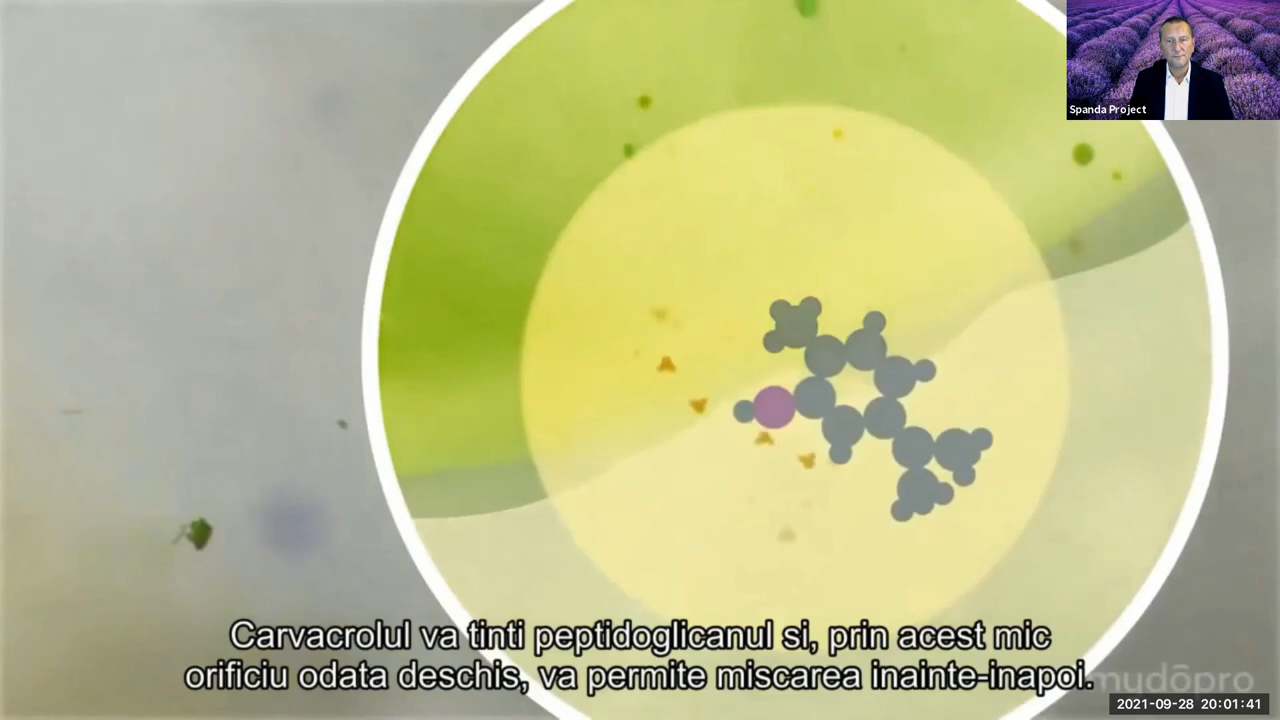 Spanda Project
Carvacrolul va tinti peptidoglicanul si, prin acest mic
orificiu odata deschis, va permite miscarea inainte-inapoi.
mudōpro
2021-09-28 20:01:41